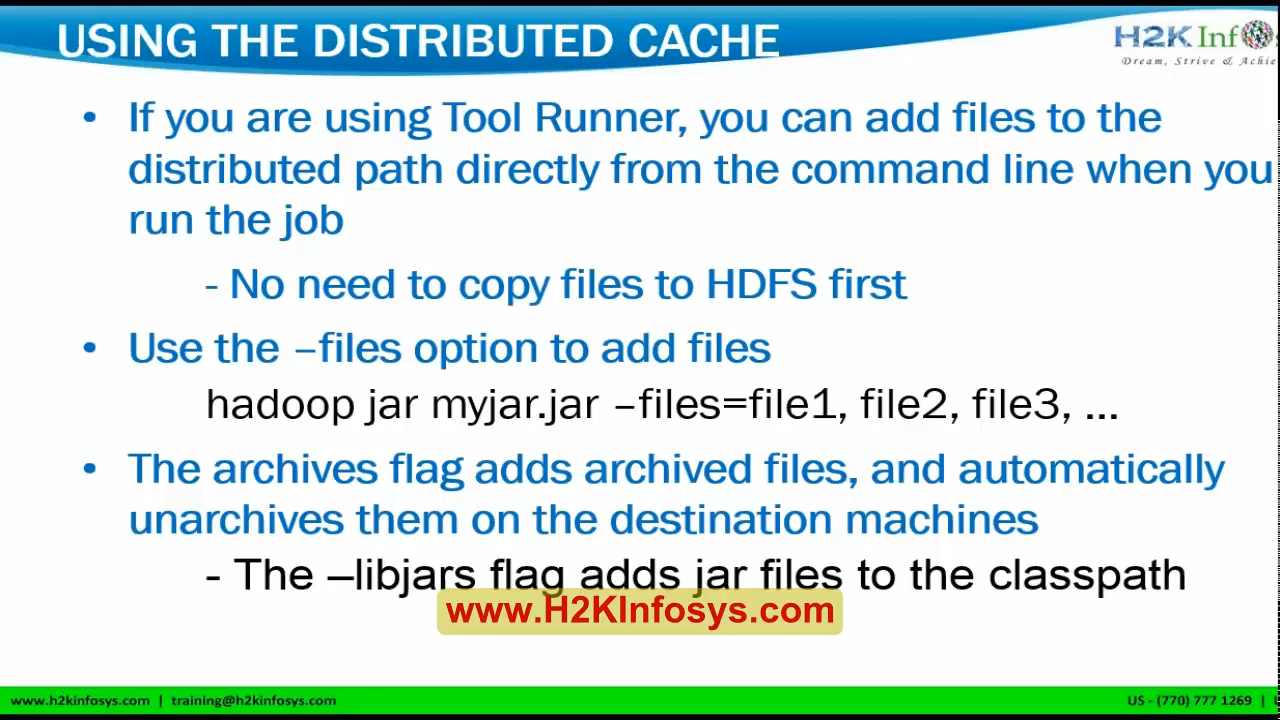 USING THE DISTRIBUTED CACHE
H2K Inf
Dream, Strive & Achie
• If you are using Tool Runner, you can add files to the
distributed path directly from the command line when you
run the job
- No need to copy files to HDFS first
• Use the –files option to add files
hadoop jar myjar.jar –files=file1, file2, file3, ...
• The archives flag adds archived files, and automatically
unarchives them on the destination machines
- The –libjars flag adds jar files to the classpath
www.H2KInfosys.com
www.h2kinfosys.com | training@h2kinfosys.com
US - (770) 777 1269 |